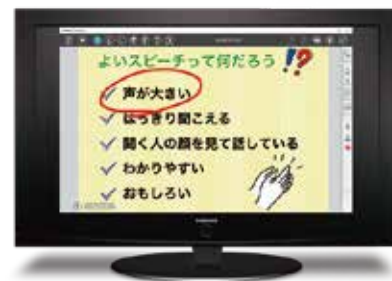 よいスピーチって何だろう !?
声が大きい
はっきり聞こえる
聞く人の顔を見て話している
わかりやすい
おもしろい